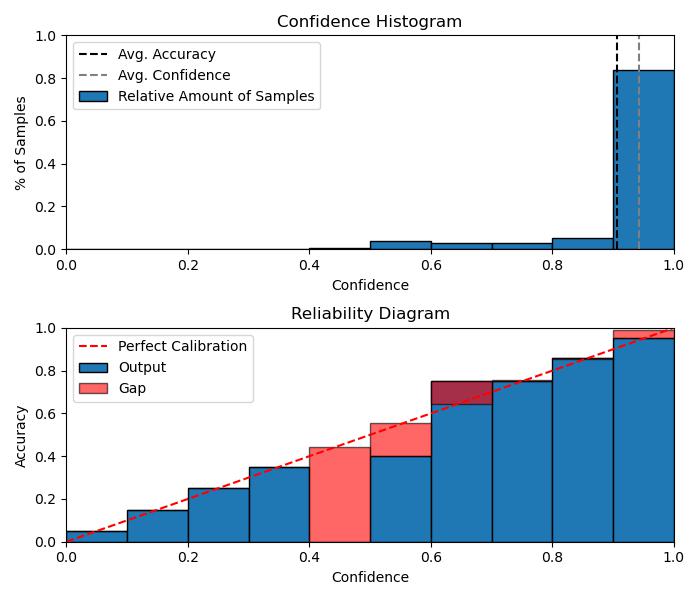 Confidence Histogram
1.0
0.8
0.6
0.4
0.2
0.0
% of Samples
Avg. Accuracy
Avg. Confidence
Relative Amount of Samples
0.0 0.2 0.4 0.6 0.8 1.0
Confidence
Reliability Diagram
1.0
0.8
0.6
0.4
0.2
0.0
Accuracy
Perfect Calibration
Output
Gap
0.0 0.2 0.4 0.6 0.8 1.0
Confidence